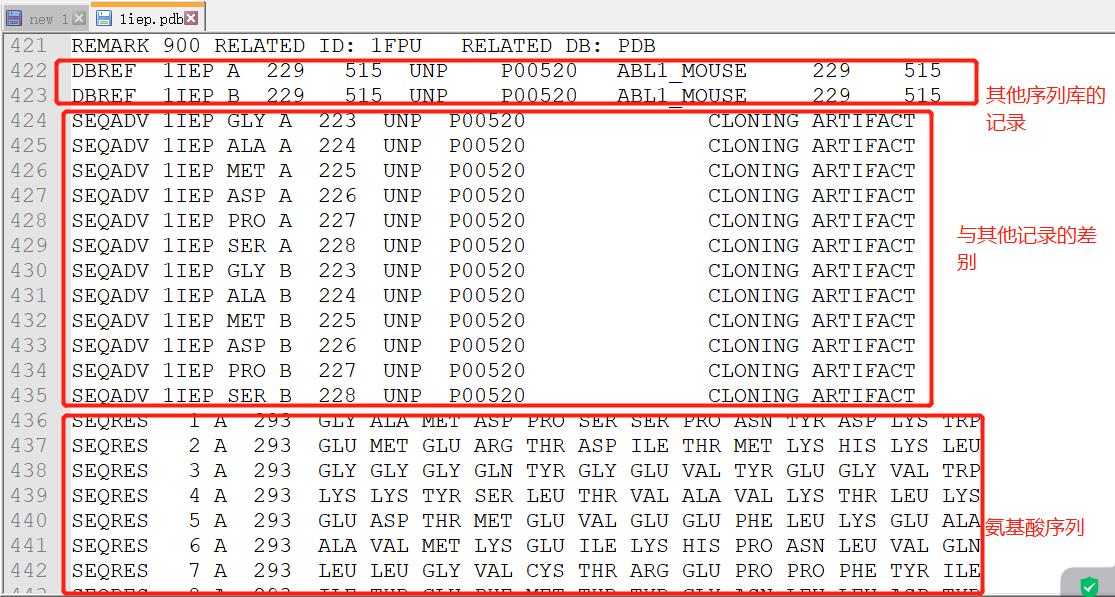 new 1
1iep.pdb
421 REMARK 900 RELATED ID: 1FPU RELATED DB: PDB
422 DBREF 1IEP A 229 515 UNP P00520 ABL1_MOUSE 229 515
423 DBREF 1IEP B 229 515 UNP P00520 ABL1_MOUSE 229 515
其他序列库的
记录
424 SEQADV 1IEP GLY A 223 UNP P00520 CLONING ARTIFACT
425 SEQADV 1IEP ALA A 224 UNP P00520 CLONING ARTIFACT
426 SEQADV 1IEP MET A 225 UNP P00520 CLONING ARTIFACT
427 SEQADV 1IEP ASP A 226 UNP P00520 CLONING ARTIFACT
428 SEQADV 1IEP PRO A 227 UNP P00520 CLONING ARTIFACT
429 SEQADV 1IEP SER A 228 UNP P00520 CLONING ARTIFACT
430 SEQADV 1IEP GLY B 223 UNP P00520 CLONING ARTIFACT
431 SEQADV 1IEP ALA B 224 UNP P00520 CLONING ARTIFACT
432 SEQADV 1IEP MET B 225 UNP P00520 CLONING ARTIFACT
433 SEQADV 1IEP ASP B 226 UNP P00520 CLONING ARTIFACT
434 SEQADV 1IEP PRO B 227 UNP P00520 CLONING ARTIFACT
435 SEQADV 1IEP SER B 228 UNP P00520 CLONING ARTIFACT
与其他记录的差
别
436 SEQRES 1 A 293 GLY ALA MET ASP PRO SER SER PRO ASN TYR ASP LYS TRP
437 SEQRES 2 A 293 GLU MET GLU ARG THR ASP ILE THR MET LYS HIS LYS LEU
438 SEQRES 3 A 293 GLY GLY GLY GLN TYR GLY GLU VAL TYR GLU GLY VAL TRP
439 SEQRES 4 A 293 LYS LYS TYR SER LEU THR VAL ALA VAL LYS THR LEU LYS
440 SEQRES 5 A 293 GLU ASP THR MET GLU VAL GLU GLU PHE LEU LYS GLU ALA
441 SEQRES 6 A 293 ALA VAL MET LYS GLU ILE LYS HIS PRO ASN LEU VAL GLN
442 SEQRES 7 A 293 LEU LEU GLY VAL CYS THR ARG GLU PRO PRO PHE TYR ILE
氨基酸序列